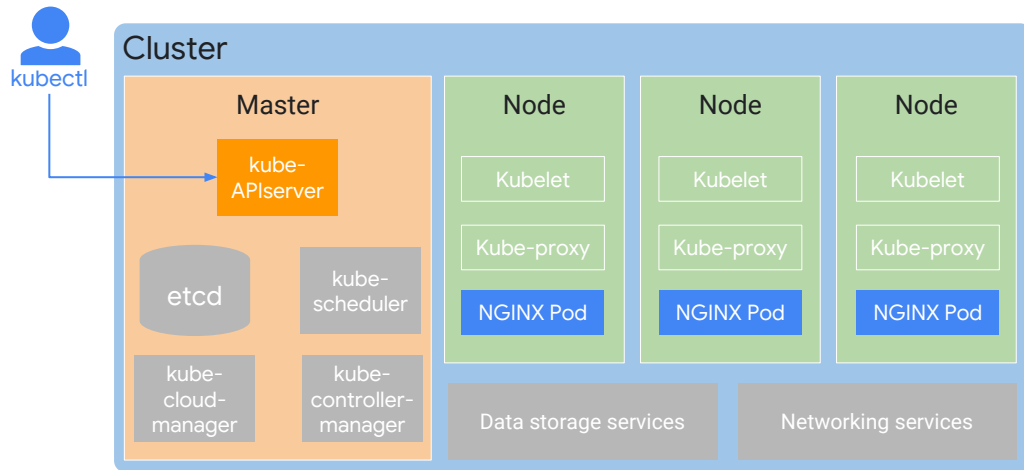 kubectl
Cluster
Master
kube-
APIserver
etcd
kube-
scheduler
kube-
cloud-
manager
kube-
controller-
manager
Node
Kubelet
Kube-proxy
NGINX Pod
Node
Kubelet
Kube-proxy
NGINX Pod
Node
Kubelet
Kube-proxy
NGINX Pod
Data storage services
Networking services